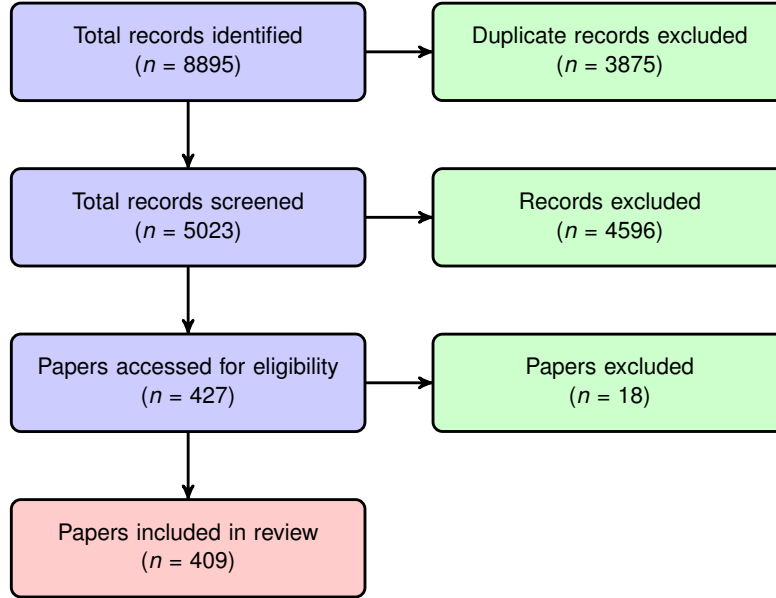 Total records identified
(n = 8895)
Duplicate records excluded
(n = 3875)
Total records screened
(n = 5023)
Records excluded
(n = 4596)
Papers accessed for eligibility
(n = 427)
Papers excluded
(n = 18)
Papers included in review
(n = 409)